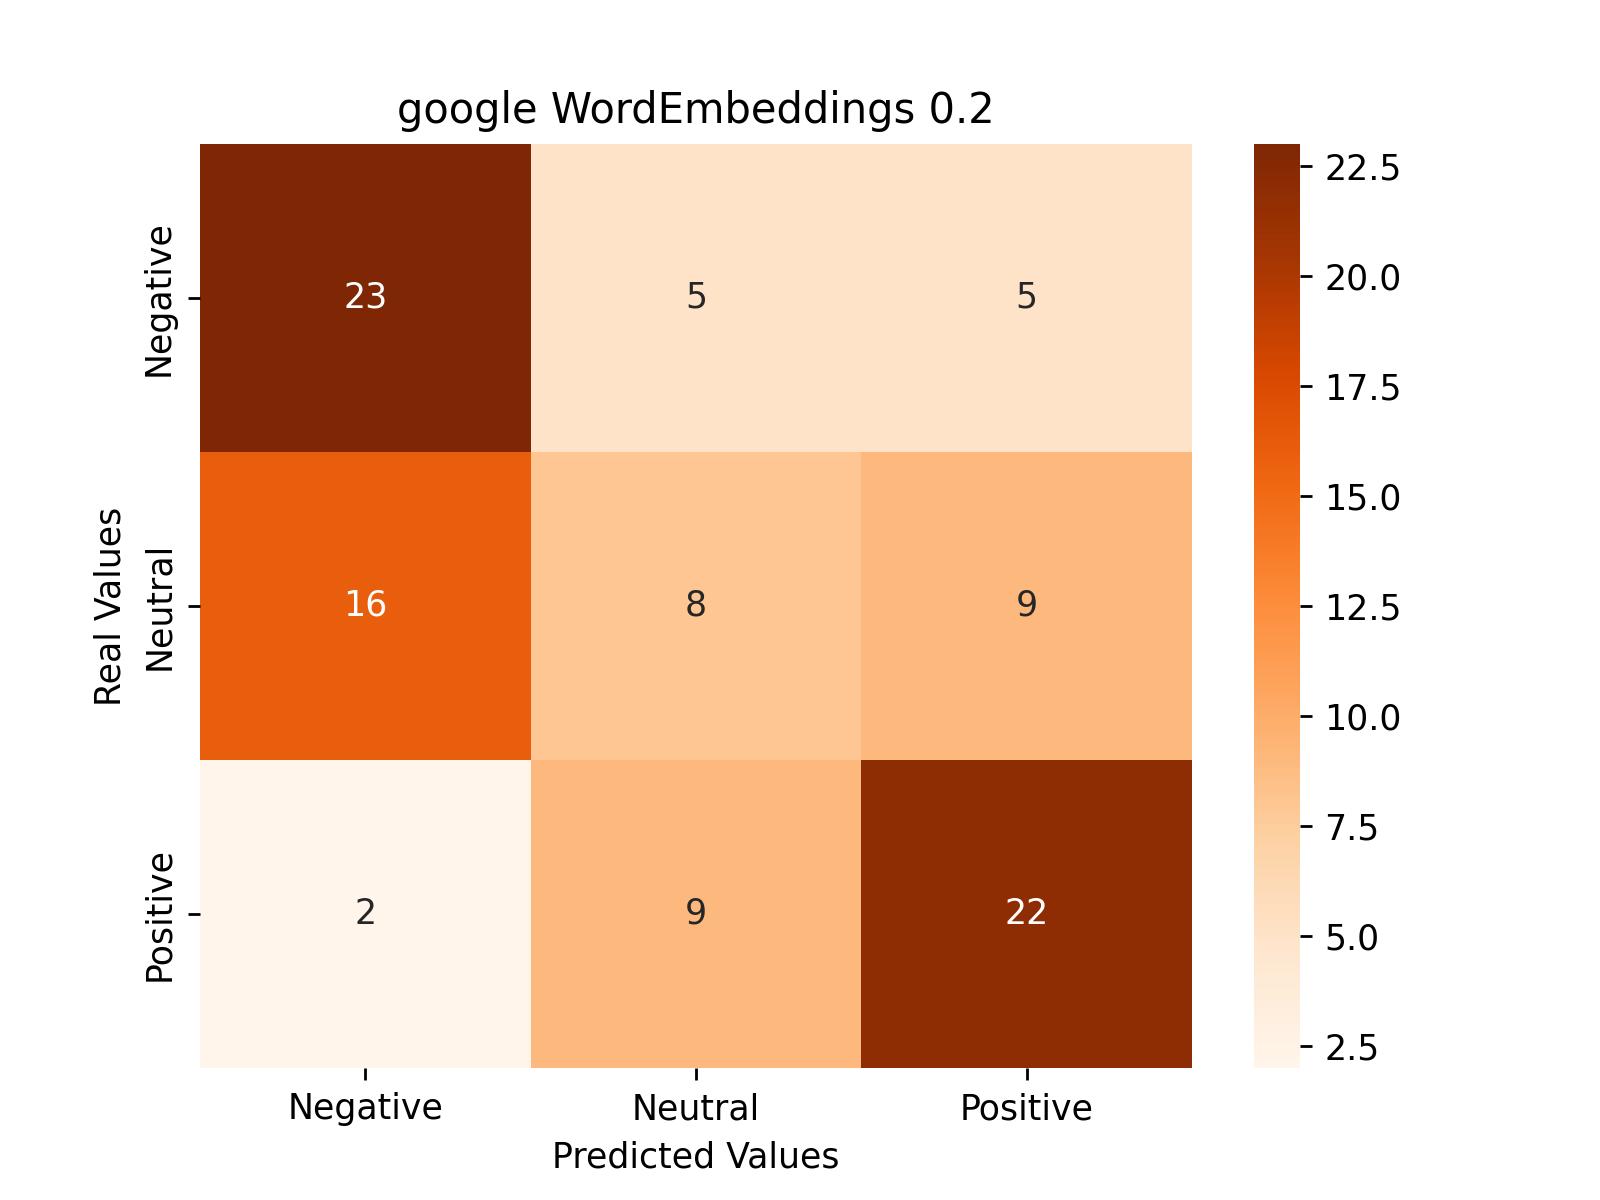 google WordEmbeddings 0.2
Real Values
Negative
23 5 5
Neutral
16 8 9
Positive
2 9 22
Negative Neutral Positive
Predicted Values
22.5
20.0
17.5
15.0
12.5
10.0
7.5
5.0
2.5